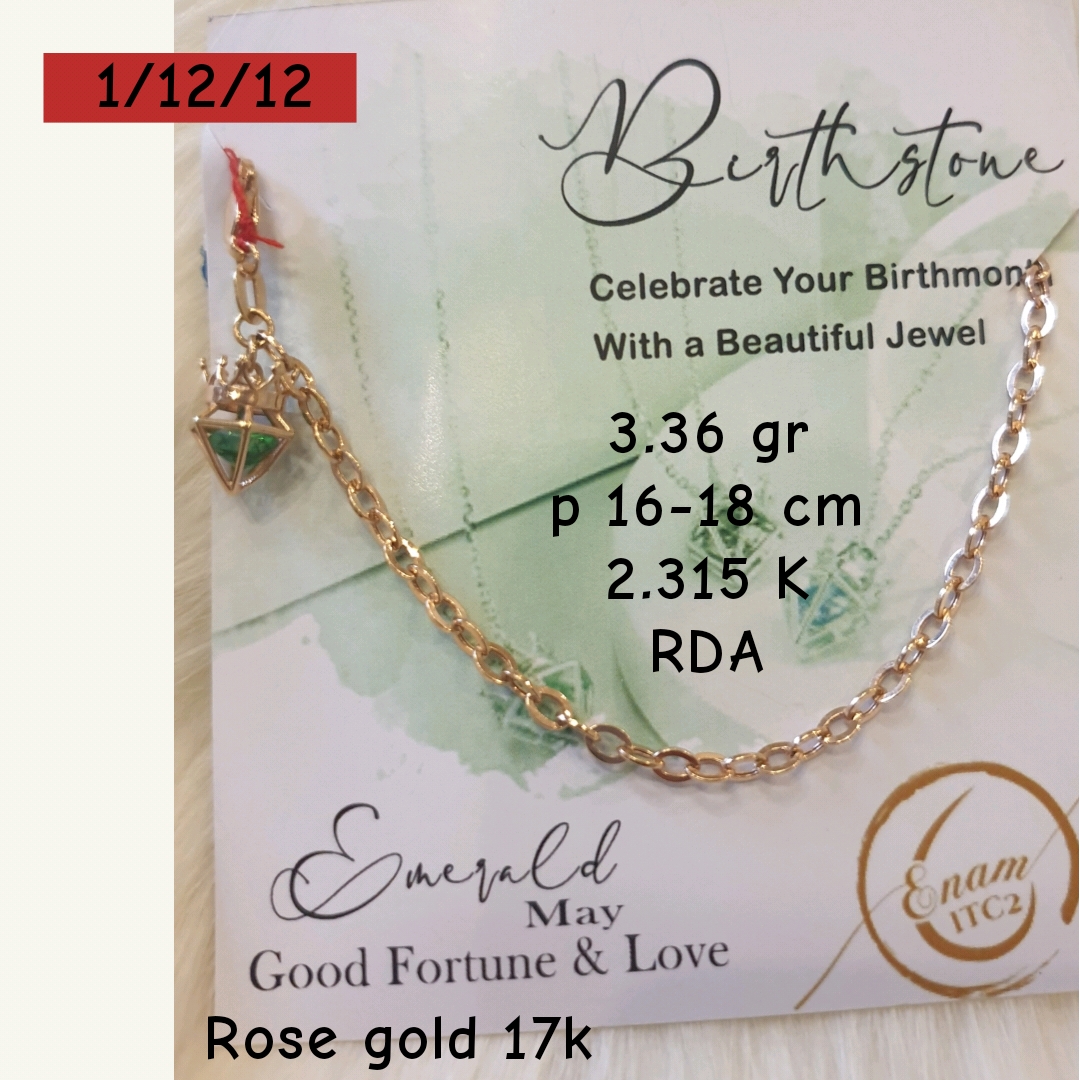 1/12/12
Birthstone
Celebrate Your Birthmonth
With a Beautiful Jewel
3.36 gr
p 16-18 cm
2.315 K
RDA
Emerald
May
Good Fortune & Love
Enam
ITC2
Rose gold 17k